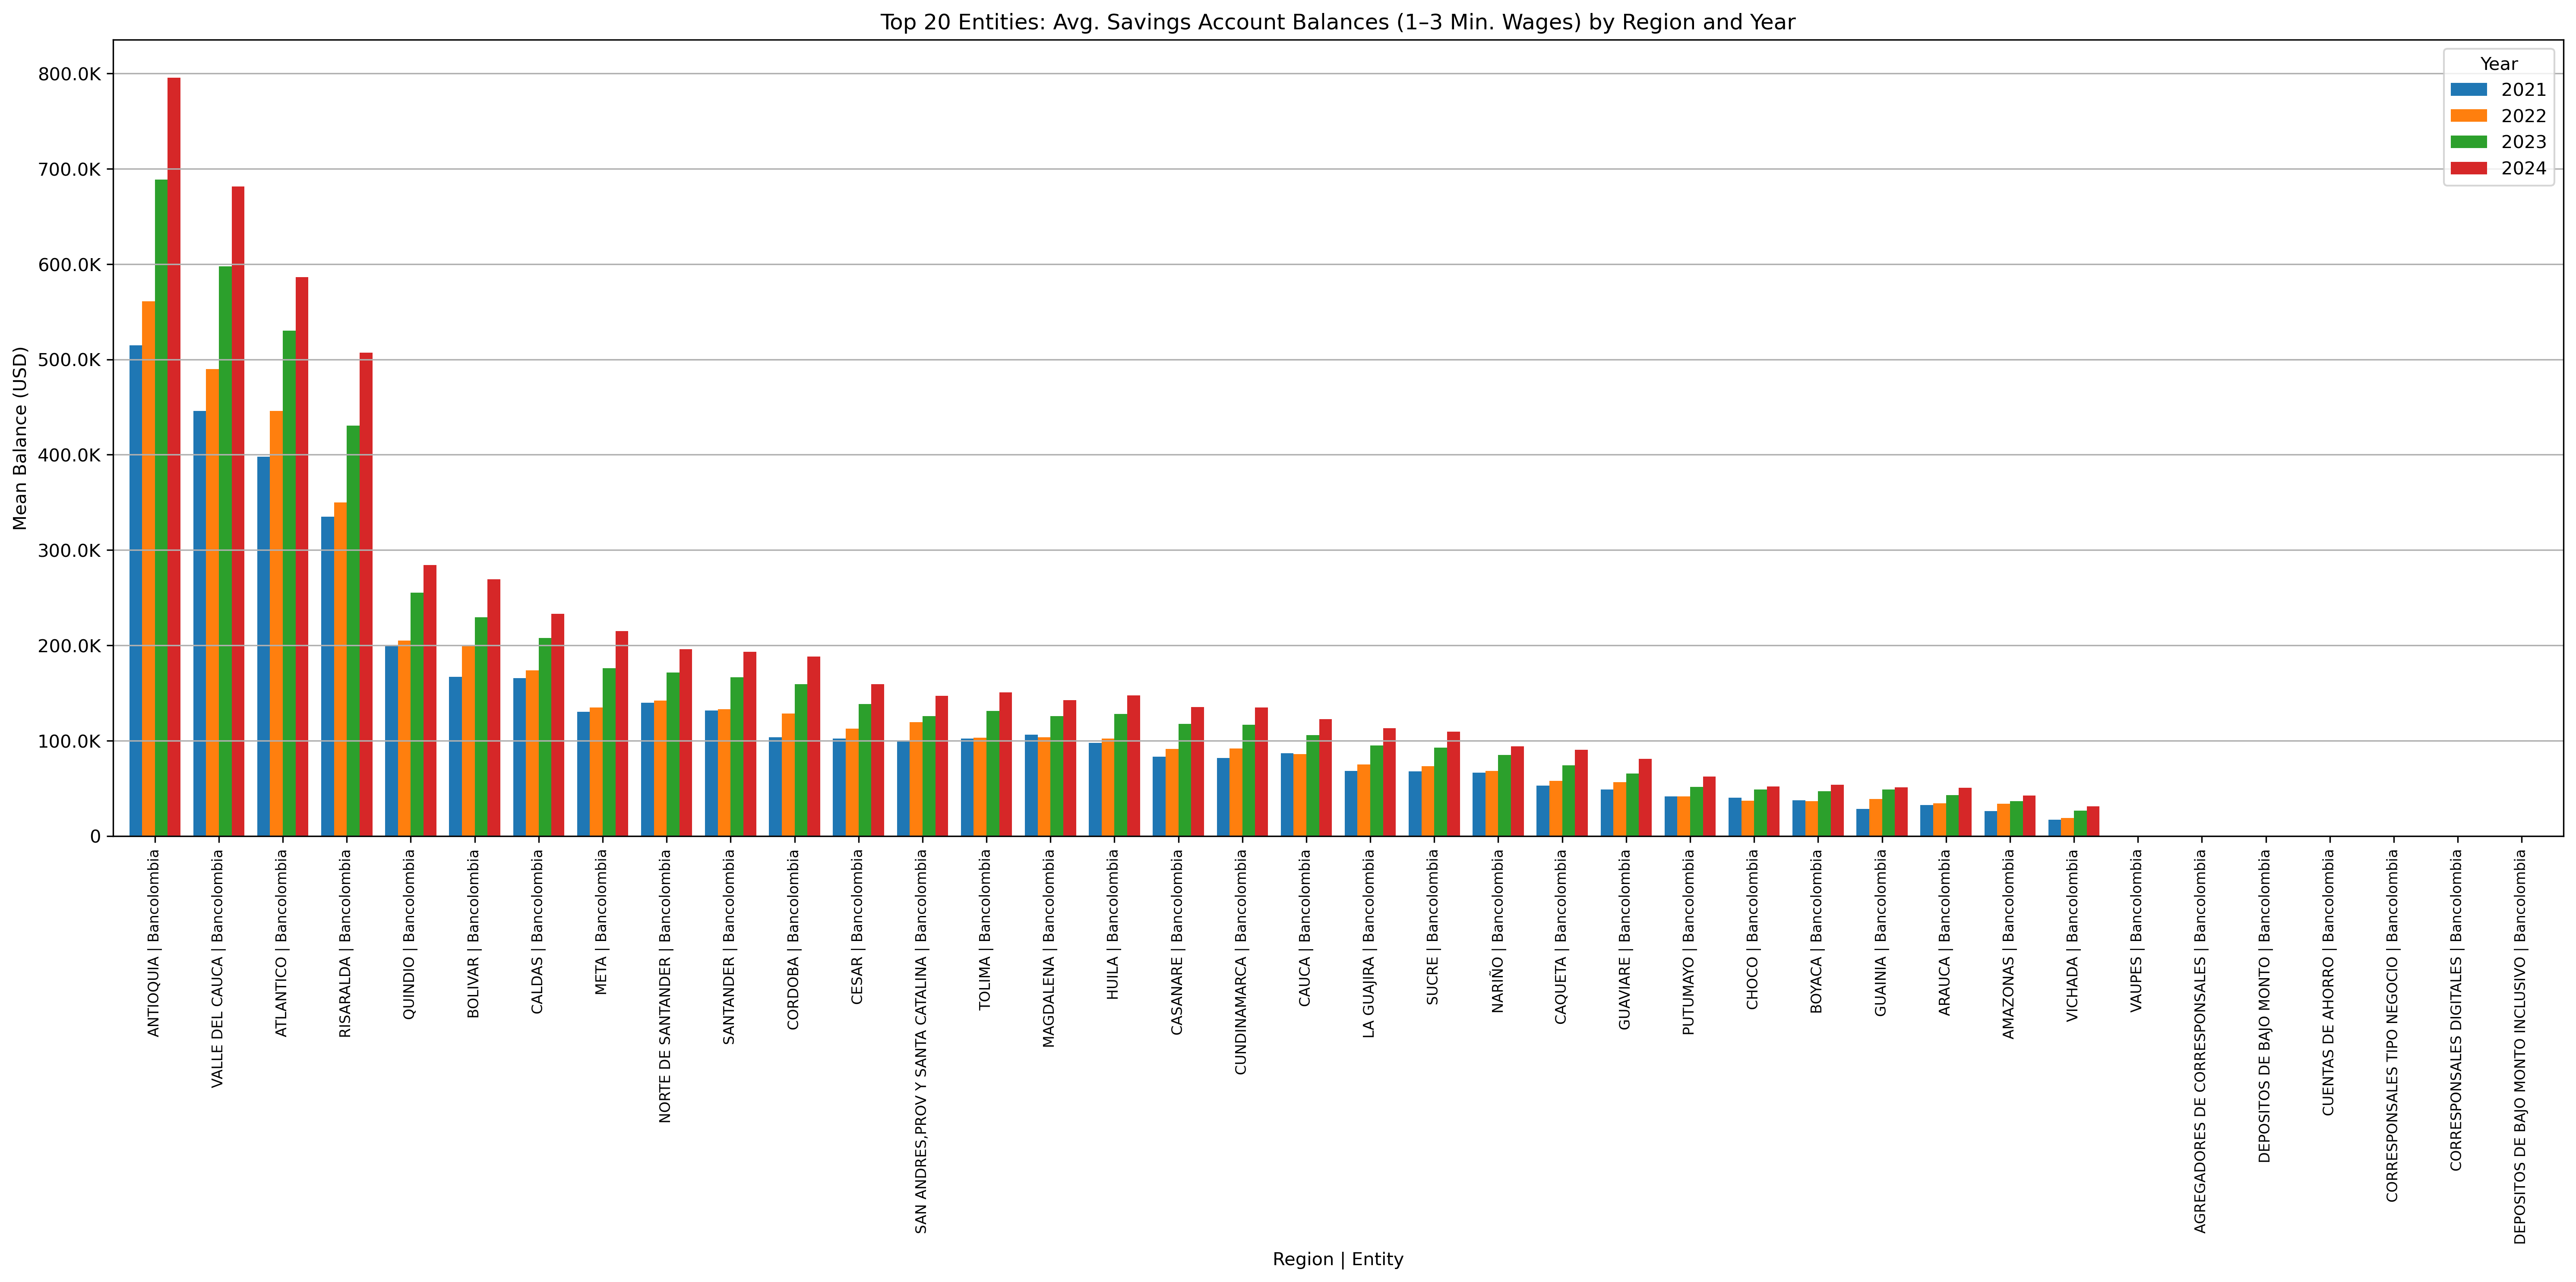 Top 20 Entities: Avg. Savings Account Balances (1–3 Min. Wages) by Region and Year
Mean Balance (USD)
800.0K
700.0K
600.0K
500.0K
400.0K
300.0K
200.0K
100.0K
0
Year
2021
2022
2023
2024
ANTIOQUIA | Bancolombia
VALLE DEL CAUCA | Bancolombia
ATLANTICO | Bancolombia
RISARALDA | Bancolombia
QUINDIO | Bancolombia
BOLIVAR | Bancolombia
CALDAS | Bancolombia
META | Bancolombia
NORTE DE SANTANDER | Bancolombia
SANTANDER | Bancolombia
CORDOBA | Bancolombia
CESAR | Bancolombia
SAN ANDRES,PROV Y SANTA CATALINA | Bancolombia
TOLIMA | Bancolombia
MAGDALENA | Bancolombia
HUILA | Bancolombia
CASANARE | Bancolombia
CUNDINAMARCA | Bancolombia
CAUCA | Bancolombia
LA GUAJIRA | Bancolombia
SUCRE | Bancolombia
NARIÑO | Bancolombia
CAQUETA | Bancolombia
GUAVIARE | Bancolombia
PUTUMAYO | Bancolombia
CHOCO | Bancolombia
BOYACA | Bancolombia
GUAINIA | Bancolombia
ARAUCA | Bancolombia
AMAZONAS | Bancolombia
VICHADA | Bancolombia
VAUPES | Bancolombia
AGREGADORES DE CORRESPONSALES | Bancolombia
DEPOSITOS DE BAJO MONTO | Bancolombia
CUENTAS DE AHORRO | Bancolombia
CORRESPONSALES TIPO NEGOCIO | Bancolombia
CORRESPONSALES DIGITALES | Bancolombia
DEPOSITOS DE BAJO MONTO INCLUSIVO | Bancolombia
Region | Entity